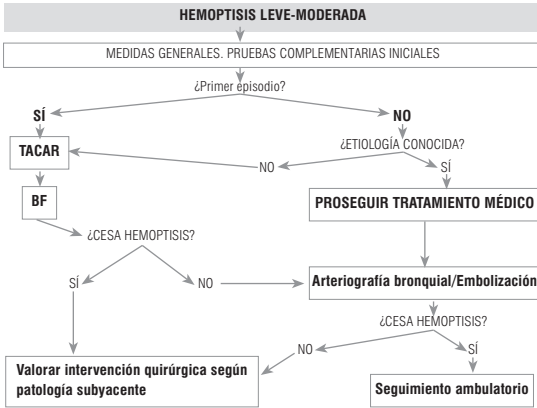 HEMOPTISIS LEVE-MODERADA
MEDIDAS GENERALES. PRUEBAS COMPLEMENTARIAS INICIALES
¿Primer episodio?
SÍ
NO
TACAR
¿ETIOLOGÍA CONOCIDA?
NO
SÍ
BF
PROSEGUIR TRATAMIENTO MÉDICO
¿CESA HEMOPTISIS?
SÍ
NO
Arteriografía bronquial/Embolización
¿CESA HEMOPTISIS?
NO
SÍ
Valorar intervención quirúrgica según
patología subyacente
Seguimiento ambulatorio